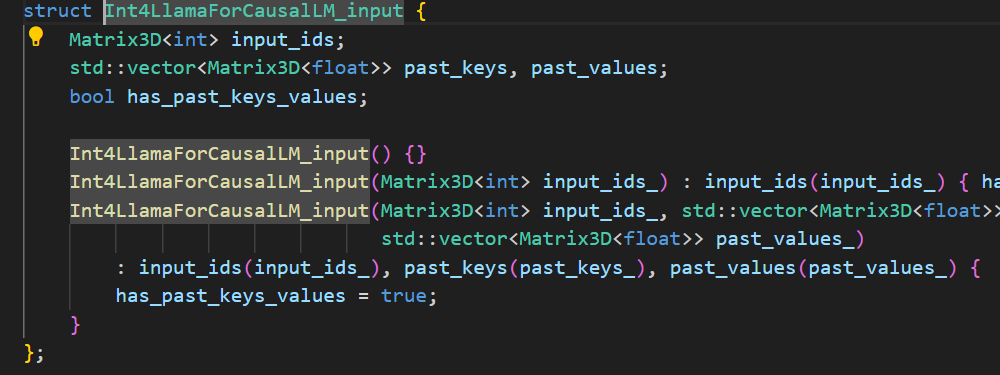 struct Int4LlamaForCausalLM_input {
    Matrix3D<int> input_ids;
    std::vector<Matrix3D<float>> past_keys, past_values;
    bool has_past_keys_values;

    Int4LlamaForCausalLM_input() {}
    Int4LlamaForCausalLM_input(Matrix3D<int> input_ids_) : input_ids(input_ids_) { ha
    Int4LlamaForCausalLM_input(Matrix3D<int> input_ids_, std::vector<Matrix3D<float>>
                               std::vector<Matrix3D<float>> past_values_)
        : input_ids(input_ids_), past_keys(past_keys_), past_values(past_values_) {
        has_past_keys_values = true;
    }
};